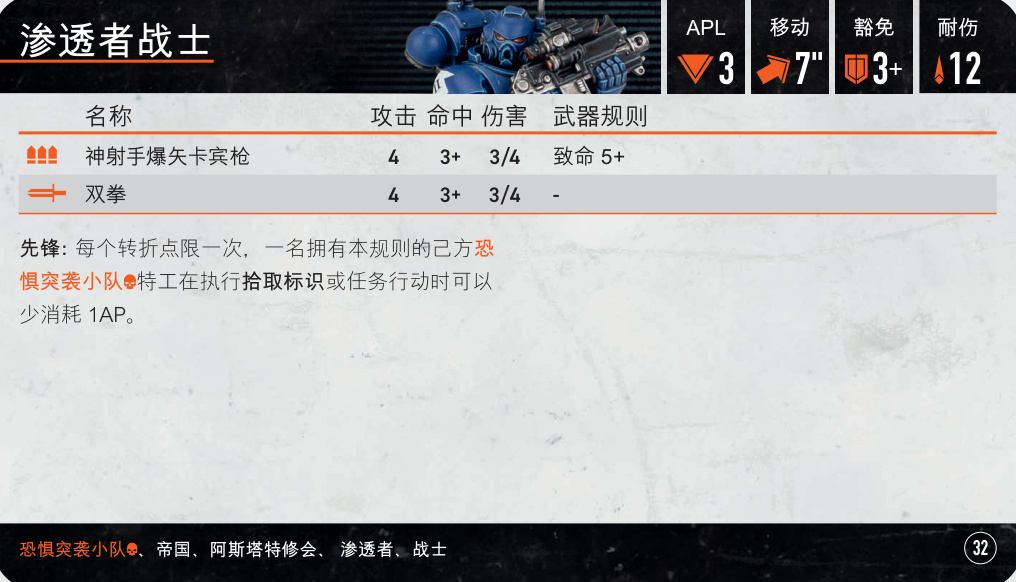 渗透者战士
APL 移动 豁免 耐伤
3 7" 3+ 12
名称 攻击 命中 伤害 武器规则
神射手爆矢卡宾枪 4 3+ 3/4 致命 5+
双拳 4 3+ 3/4 -
先锋: 每个转折点限一次, 一名拥有本规则的己方恐
惧突袭小队特工在执行拾取标识或任务行动时可以
少消耗 1AP。
恐惧突袭小队、帝国、阿斯塔特修会、 渗透者、战士
32